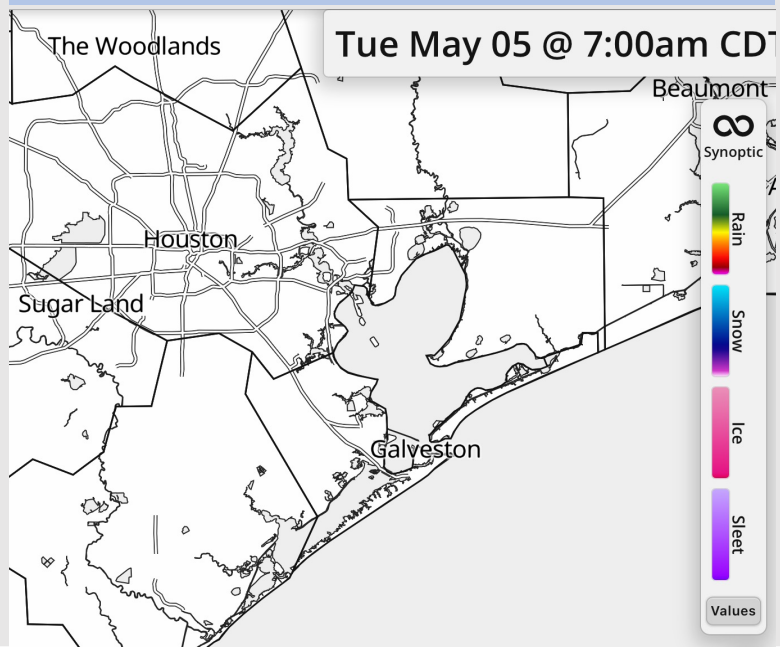 The Woodlands
Tue May 05 @ 7:00am CDT
Beaumont
Synoptic
Rain
Houston
Sugar Land
Snow
Ice
Galveston
Sleet
Values